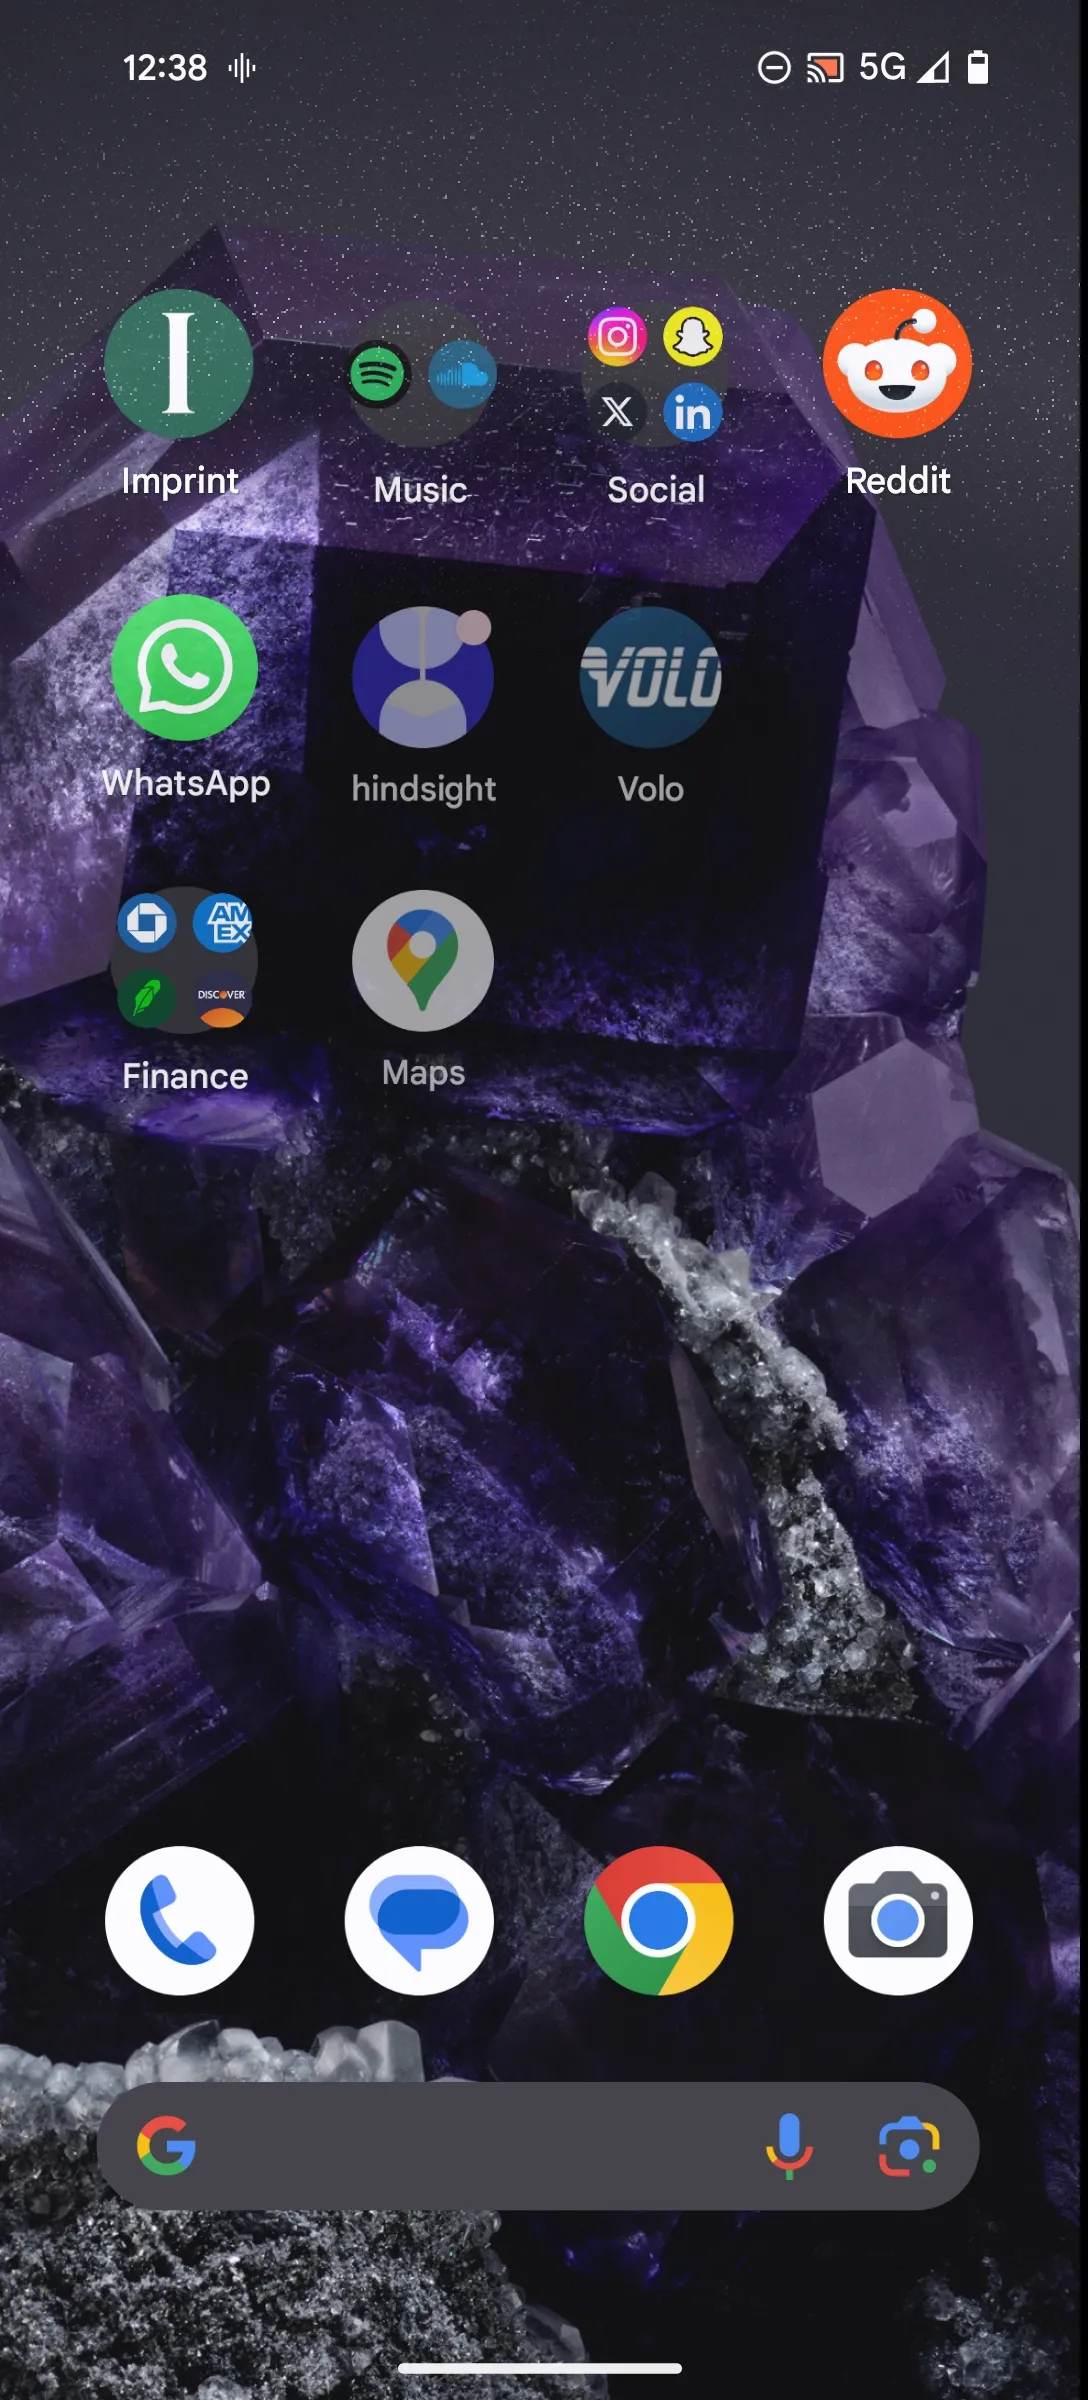 12:38
5G
Imprint
Music
X
in
Social
Reddit
WhatsApp
hindsight
VOLO
Volo
AM
EX
DISCOVER
Finance
Maps